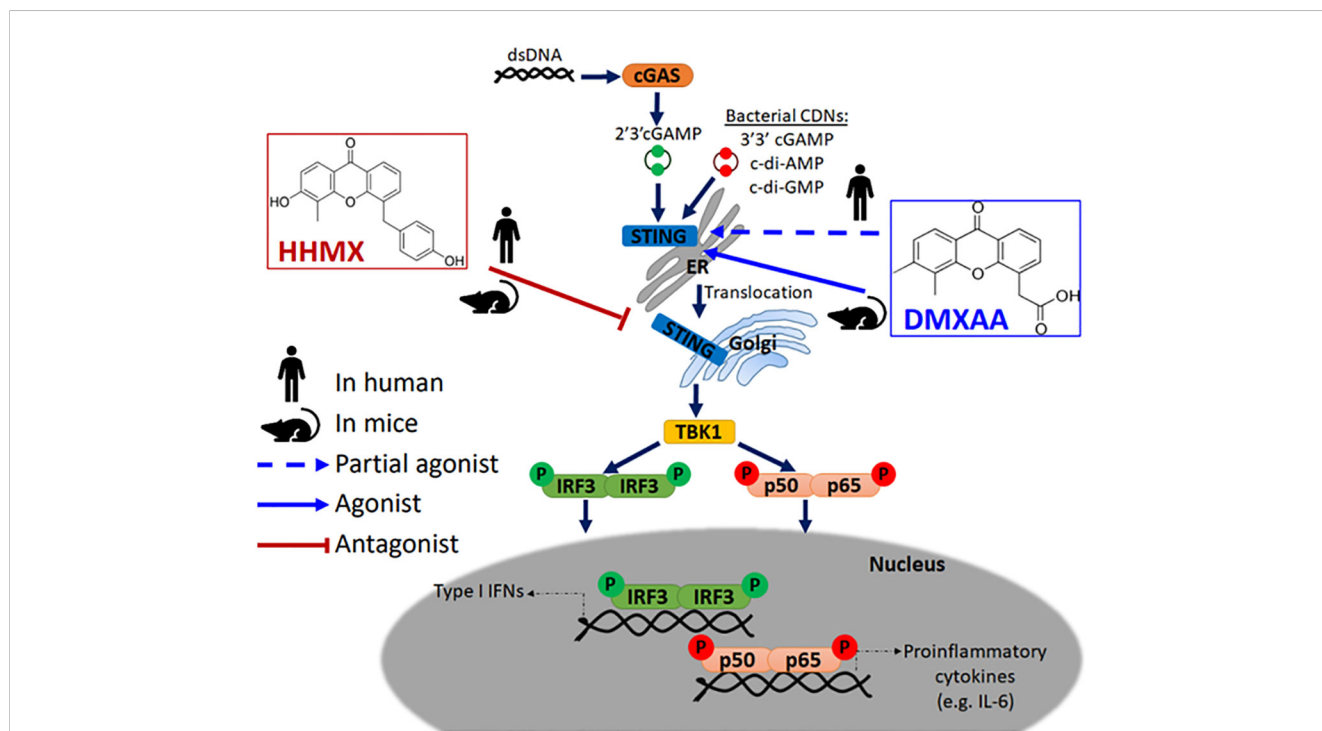 dsDNA
cGAS
2'3'cGAMP
Bacterial CDNs:
3'3' cGAMP
c-di-AMP
c-di-GMP
O
HO
O
OH
HHMX
STING
ER
Translocation
STING
Golgi
O
O
OH
O
DMXAA
In human
In mice
Partial agonist
Agonist
Antagonist
TBK1
P IRF3 IRF3 P
P p50 p65 P
Nucleus
Type I IFNs
P IRF3 IRF3 P
P p50 p65 P
Proinflammatory
cytokines
(e.g. IL-6)